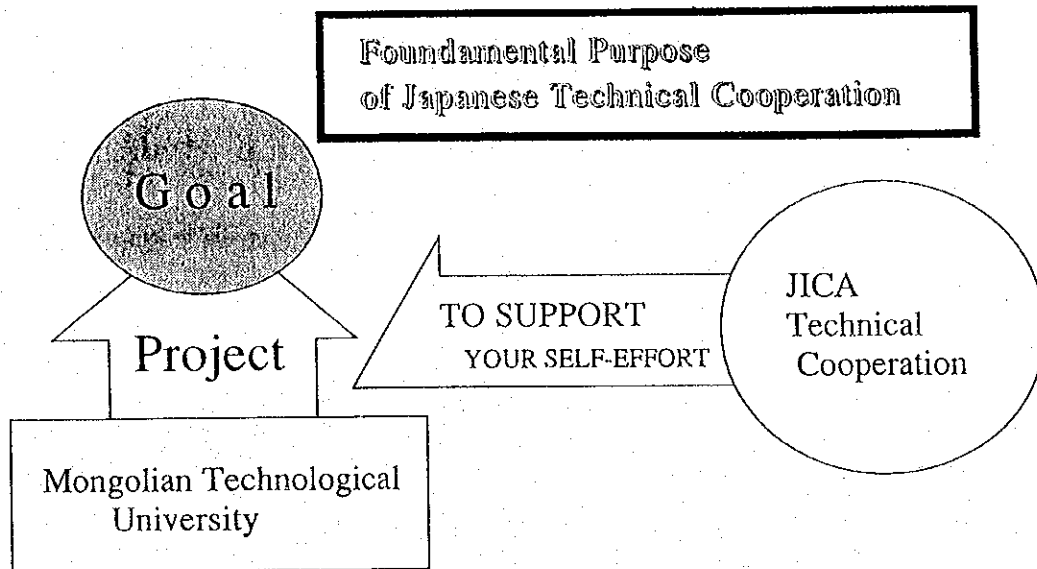 Foundamental Purpose
of Japanese Technical Cooperation
Goal
Project
Mongolian Technological
University
TO SUPPORT
YOUR SELF-EFFORT
JICA
Technical
Cooperation